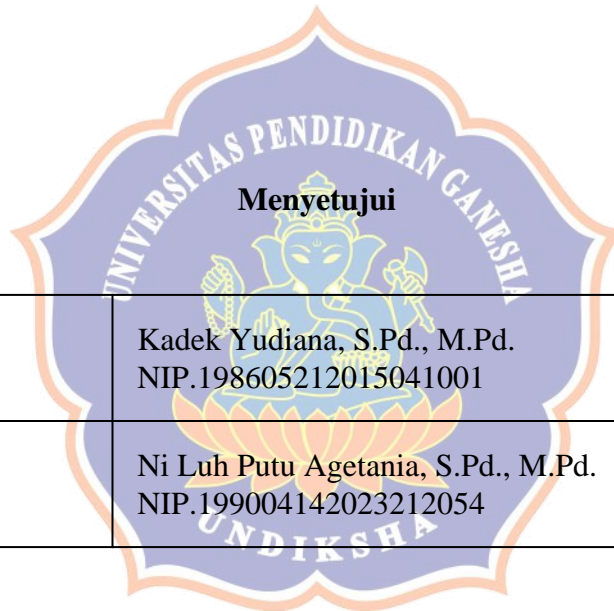 UNIVERSITAS PENDIDIKAN GANESHA
Menyetujui
Kadek Yudiana, S.Pd., M.Pd.
NIP.198605212015041001
Ni Luh Putu Agetania, S.Pd., M.Pd.
NIP.199004142023212054
UNDIKSHA